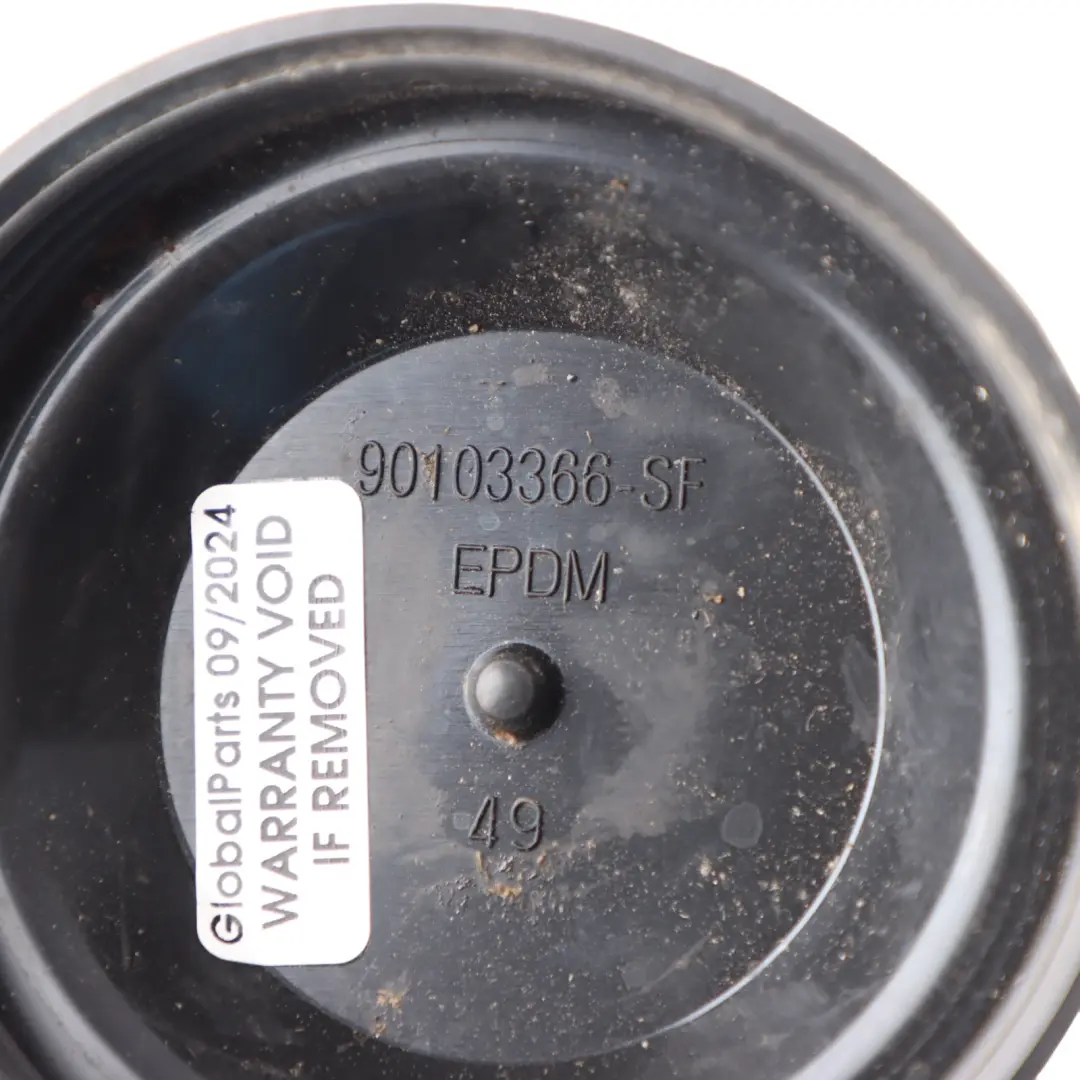 90103366-SF
EPDM
49
GlobalParts 09/2024
WARRANTY VOID
IF REMOVED